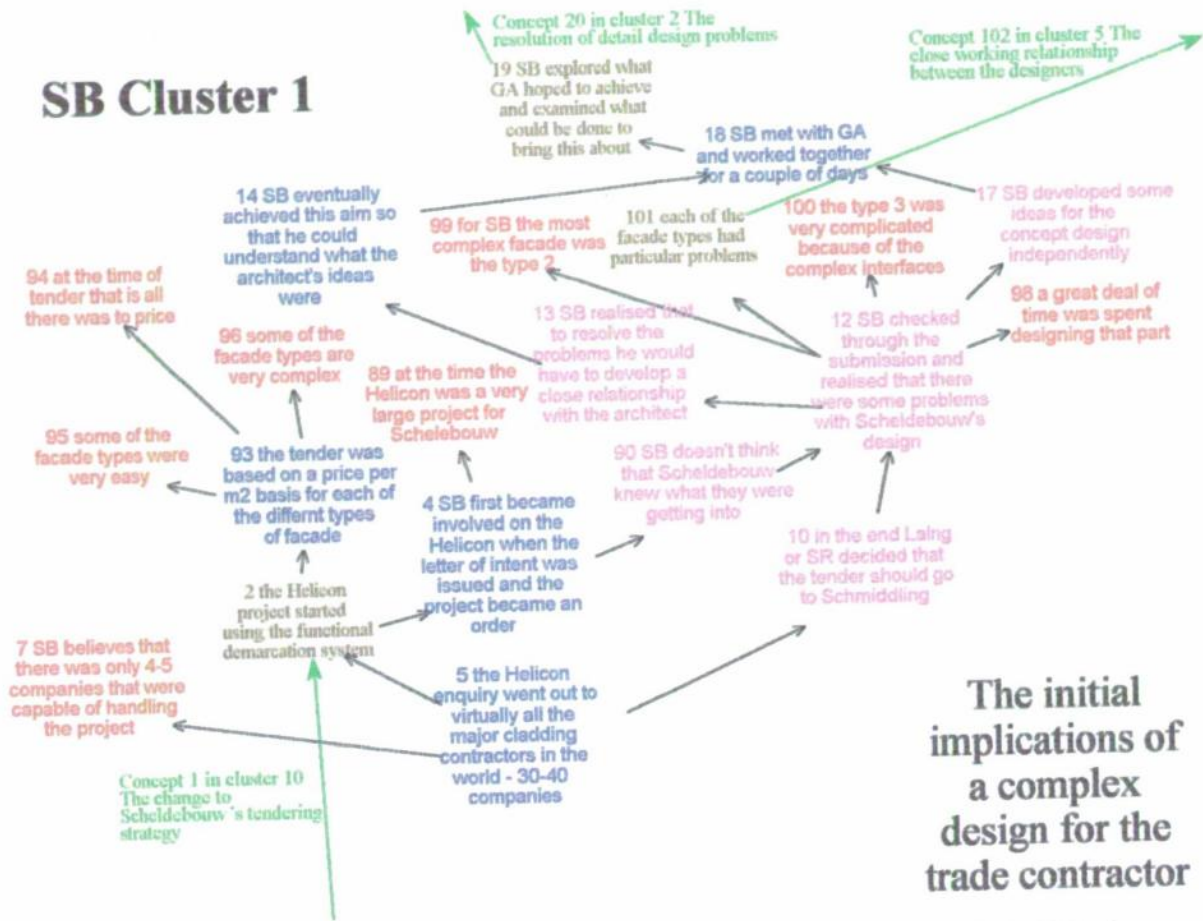 SB Cluster 1
Concept 20 in cluster 2 The
resolution of detail design problems
Concept 102 in cluster 5 The
close working relationship
between the designers
19 SB explored what
GA hoped to achieve
and examined what
could be done to
bring this about
18 SB met with GA
and worked together
for a couple of days
14 SB eventually
achieved this aim so
that he could
understand what the
architect's ideas
were
99 for SB the most
complex facade was
the type 2
101 each of the
facade types had
particular problems
100 the type 3 was
very complicated
because of the
complex interfaces
17 SB developed some
ideas for the
concept design
independently
94 at the time of
tender that is all
there was to price
96 some of the
facade types are
very complex
89 at the time the
Helicon was a very
large project for
Schelebouw
13 SB realised that
to resolve the
problems he would
have to develop a
close relationship
with the architect
12 SB checked
through the
submission and
realised that there
were some problems
with Scheldebouw's
design
98 a great deal of
time was spent
designing that part
95 some of the
facade types were
very easy
93 the tender was
based on a price per
m2 basis for each of
the differnt types
of facade
4 SB first became
involved on the
Helicon when the
letter of intent was
issued and the
project became an
order
90 SB doesn't think
that Scheldebouw
knew what they were
getting into
10 in the end Laing
or SR decided that
the tender should go
to Schmiddling
2 the Helicon
project started
using the functional
demarcation system
7 SB believes that
there was only 4-5
companies that were
capable of handling
the project
5 the Helicon
enquiry went out to
virtually all the
major cladding
contractors in the
world - 30-40
companies
Concept 1 in cluster 10
The change to
Scheldebouw's tendering
strategy
The initial
implications of
a complex
design for the
trade contractor